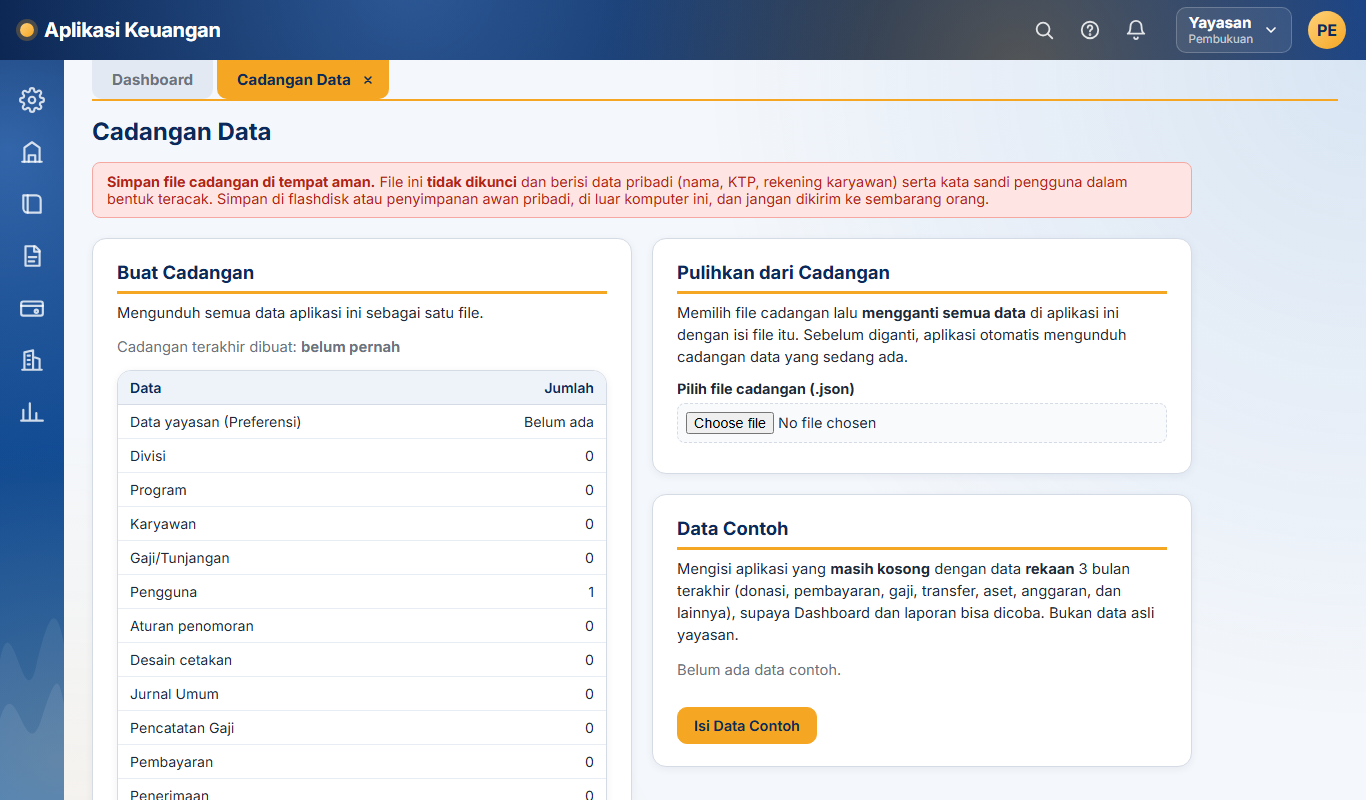 Aplikasi Keuangan
Yayasan
Pembukuan
PE
Dashboard
Cadangan Data ×
Cadangan Data
Simpan file cadangan di tempat aman. File ini tidak dikunci dan berisi data pribadi (nama, KTP, rekening karyawan) serta kata sandi pengguna dalam
bentuk teracak. Simpan di flashdisk atau penyimpanan awan pribadi, di luar komputer ini, dan jangan dikirim ke sembarang orang.
Buat Cadangan
Mengunduh semua data aplikasi ini sebagai satu file.
Cadangan terakhir dibuat: belum pernah
Data Jumlah
Data yayasan (Preferensi) Belum ada
Divisi 0
Program 0
Karyawan 0
Gaji/Tunjangan 0
Pengguna 1
Aturan penomoran 0
Desain cetakan 0
Jurnal Umum 0
Pencatatan Gaji 0
Pembayaran 0
Penerimaan 0
Pulihkan dari Cadangan
Memilih file cadangan lalu mengganti semua data di aplikasi ini
dengan isi file itu. Sebelum diganti, aplikasi otomatis mengunduh
cadangan data yang sedang ada.
Pilih file cadangan (.json)
Choose file No file chosen
Data Contoh
Mengisi aplikasi yang masih kosong dengan data rekaan 3 bulan
terakhir (donasi, pembayaran, gaji, transfer, aset, anggaran, dan
lainnya), supaya Dashboard dan laporan bisa dicoba. Bukan data asli
yayasan.
Belum ada data contoh.
Isi Data Contoh